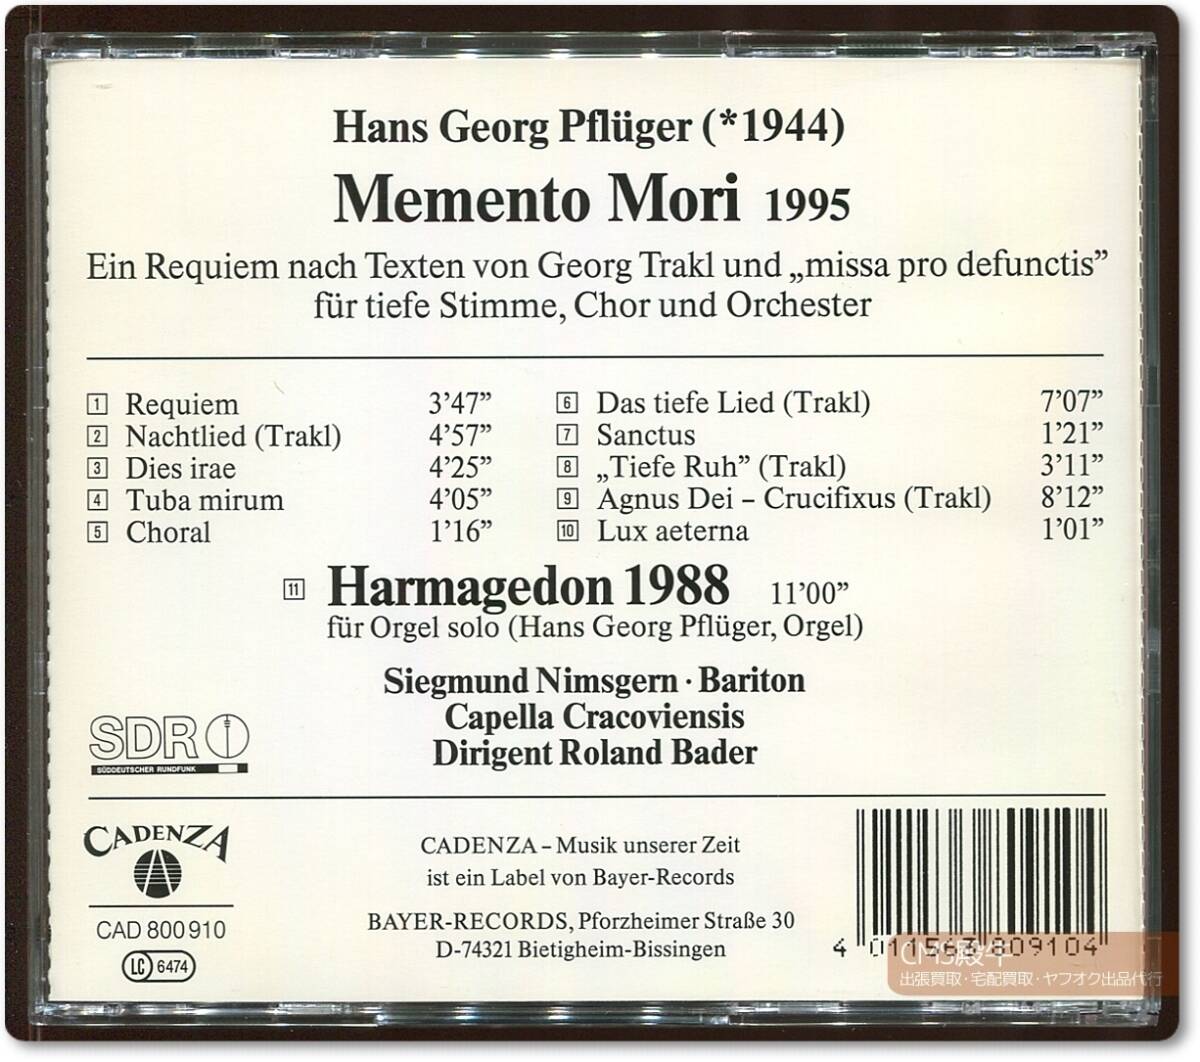 Hans Georg Pflüger (*1944)
Memento Mori 1995
Ein Requiem nach Texten von Georg Trakl und „missa pro defunctis”
für tiefe Stimme, Chor und Orchester
1 Requiem 3’47”
2 Nachtlied (Trakl) 4’57”
3 Dies irae 4’25”
4 Tuba mirum 4’05”
5 Choral 1’16”
6 Das tiefe Lied (Trakl) 7’07”
7 Sanctus 1’21”
8 „Tiefe Ruh” (Trakl) 3’11”
9 Agnus Dei – Crucifixus (Trakl) 8’12”
10 Lux aeterna 1’01”
11 Harmagedon 1988 11’00”
für Orgel solo (Hans Georg Pflüger, Orgel)
Siegmund Nimsgern · Bariton
Capella Cracoviensis
Dirigent Roland Bader
SDR
SÜDDEUTSCHER RUNDFUNK
CADENZA
CAD 800 910
LC 6474
CADENZA – Musik unserer Zeit
ist ein Label von Bayer-Records
BAYER-RECORDS, Pforzheimer Straße 30
D-74321 Bietigheim-Bissingen
4 011563 809104
CMS殿牛
出張買取・宅配買取・ヤフオク出品代行